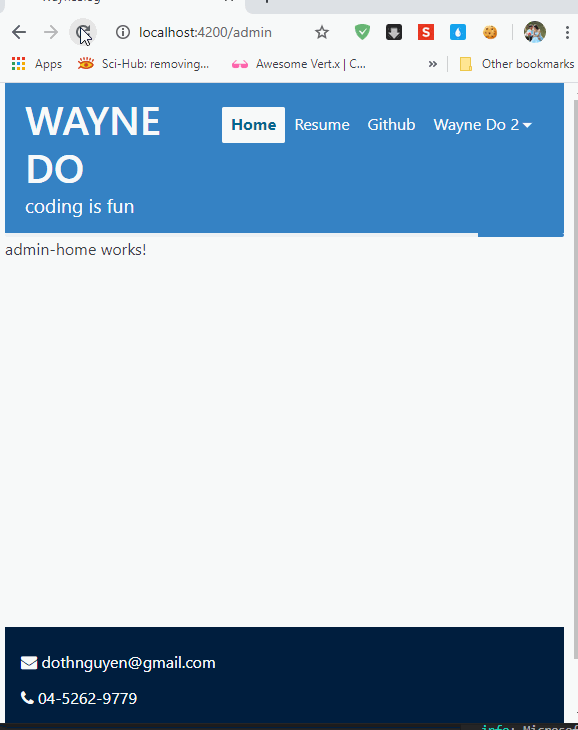 localhost:4200/admin
Apps Sci-Hub: removing... Awesome Vert.x | C... » Other bookmarks
WAYNE
DO
coding is fun
Home Resume Github Wayne Do 2
admin-home works!
dothnguyen@gmail.com
04-5262-9779
info: